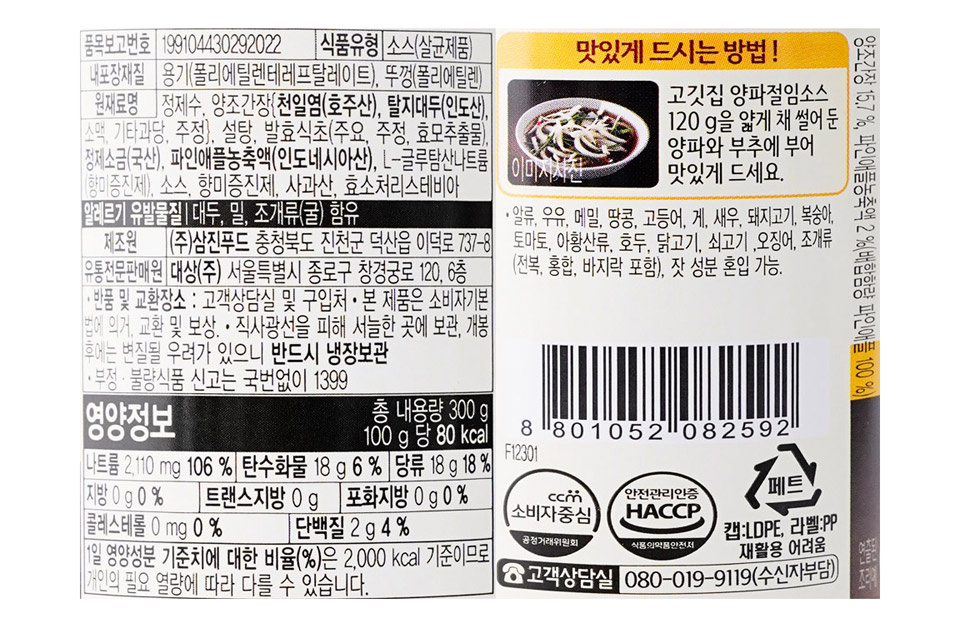 품목보고번호 199104430292022 식품유형 소스(살균제품)
내포장재질 용기(폴리에틸렌테레프탈레이트), 뚜껑(폴리에틸렌)
원재료명 정제수, 양조간장{천일염(호주산), 탈지대두(인도산),
소맥, 기타과당, 주정}, 설탕, 발효식초(주요, 주정, 효모추출물),
정제소금(국산), 파인애플농축액(인도네시아산), L-글루탐산나트륨
(향미증진제), 소스, 향미증진제, 사과산, 효소처리스테비아
알레르기 유발물질 | 대두, 밀, 조개류(굴) 함유
제조원 (주)삼진푸드 충청북도 진천군 덕산읍 이덕로 737-8
유통전문판매원 대상(주) 서울특별시 종로구 창경궁로 120, 6층
• 반품 및 교환장소 : 고객상담실 및 구입처 • 본 제품은 소비자기본
법에 의거, 교환 및 보상. • 직사광선을 피해 서늘한 곳에 보관, 개봉
후에는 변질될 우려가 있으니 반드시 냉장보관
• 부정 · 불량식품 신고는 국번없이 1399
영양정보 총 내용량 300 g
100 g 당 80 kcal
나트륨 2,110 mg 106 % 탄수화물 18 g 6 % 당류 18 g 18 %
지방 0 g 0 % 트랜스지방 0 g 포화지방 0 g 0 %
콜레스테롤 0 mg 0 % 단백질 2 g 4 %
1일 영양성분 기준치에 대한 비율(%)은 2,000 kcal 기준이므로
개인의 필요 열량에 따라 다를 수 있습니다.
맛있게 드시는 방법 !
이미지사진
고깃집 양파절임소스
120 g을 얇게 채 썰어 둔
양파와 부추에 부어
맛있게 드세요.
• 알류, 우유, 메밀, 땅콩, 고등어, 게, 새우, 돼지고기, 복숭아,
토마토, 아황산류, 호두, 닭고기, 쇠고기 ,오징어, 조개류
(전복, 홍합, 바지락 포함), 잣 성분 혼입 가능.
8 801052 082592
F12301
ccm
소비자중심
공정거래위원회
안전관리인증
HACCP
식품의약품안전처
페트
캡:LDPE, 라벨:PP
재활용 어려움
고객상담실 080-019-9119(수신자부담)
양조간장 15.7 %, 파인애플농축액 2 %(배합함량 파인애플 100 %)